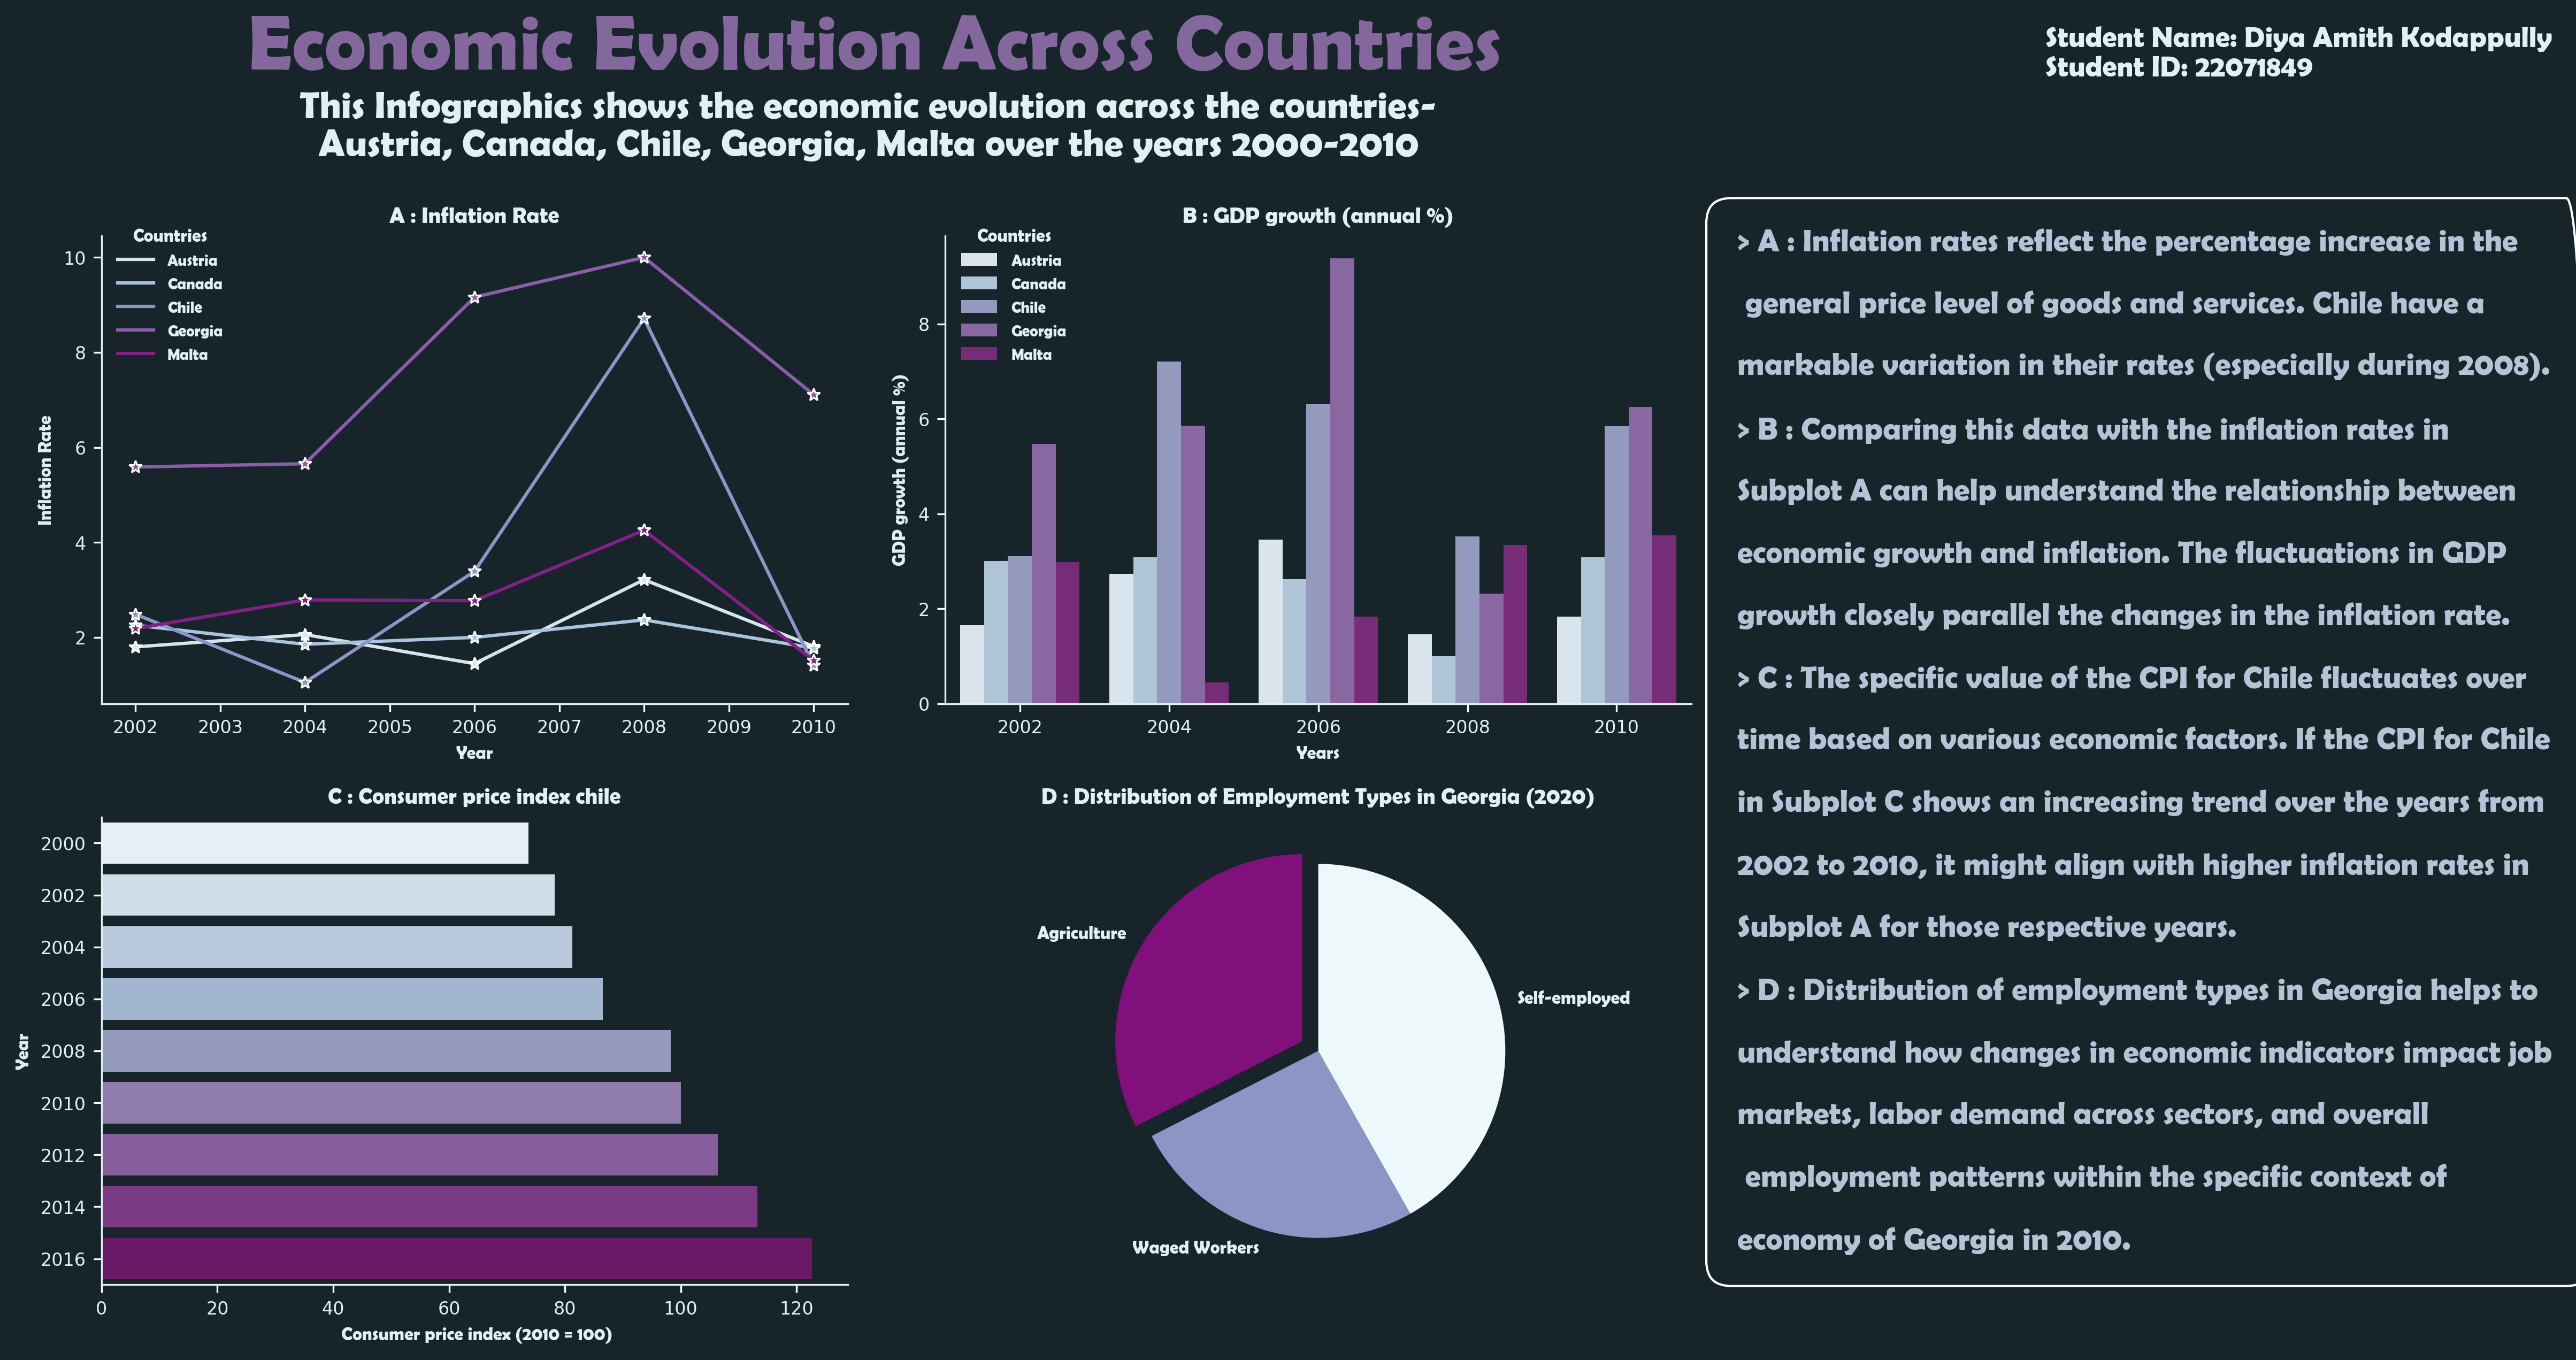 Economic Evolution Across Countries
Student Name: Diya Amith Kodappully
Student ID: 22071849
This Infographics shows the economic evolution across the countries-
Austria, Canada, Chile, Georgia, Malta over the years 2000-2010
A : Inflation Rate
Countries
Austria
Canada
Chile
Georgia
Malta
10
8
6
4
2
Inflation Rate
2002 2003 2004 2005 2006 2007 2008 2009 2010
Year
B : GDP growth (annual %)
Countries
Austria
Canada
Chile
Georgia
Malta
8
6
4
2
0
GDP growth (annual %)
2002 2004 2006 2008 2010
Years
C : Consumer price index chile
2000
2002
2004
2006
2008
2010
2012
2014
2016
Year
0 20 40 60 80 100 120
Consumer price index (2010 = 100)
D : Distribution of Employment Types in Georgia (2020)
Agriculture
Self-employed
Waged Workers
> A : Inflation rates reflect the percentage increase in the
general price level of goods and services. Chile have a
markable variation in their rates (especially during 2008).
> B : Comparing this data with the inflation rates in
Subplot A can help understand the relationship between
economic growth and inflation. The fluctuations in GDP
growth closely parallel the changes in the inflation rate.
> C : The specific value of the CPI for Chile fluctuates over
time based on various economic factors. If the CPI for Chile
in Subplot C shows an increasing trend over the years from
2002 to 2010, it might align with higher inflation rates in
Subplot A for those respective years.
> D : Distribution of employment types in Georgia helps to
understand how changes in economic indicators impact job
markets, labor demand across sectors, and overall
employment patterns within the specific context of
economy of Georgia in 2010.